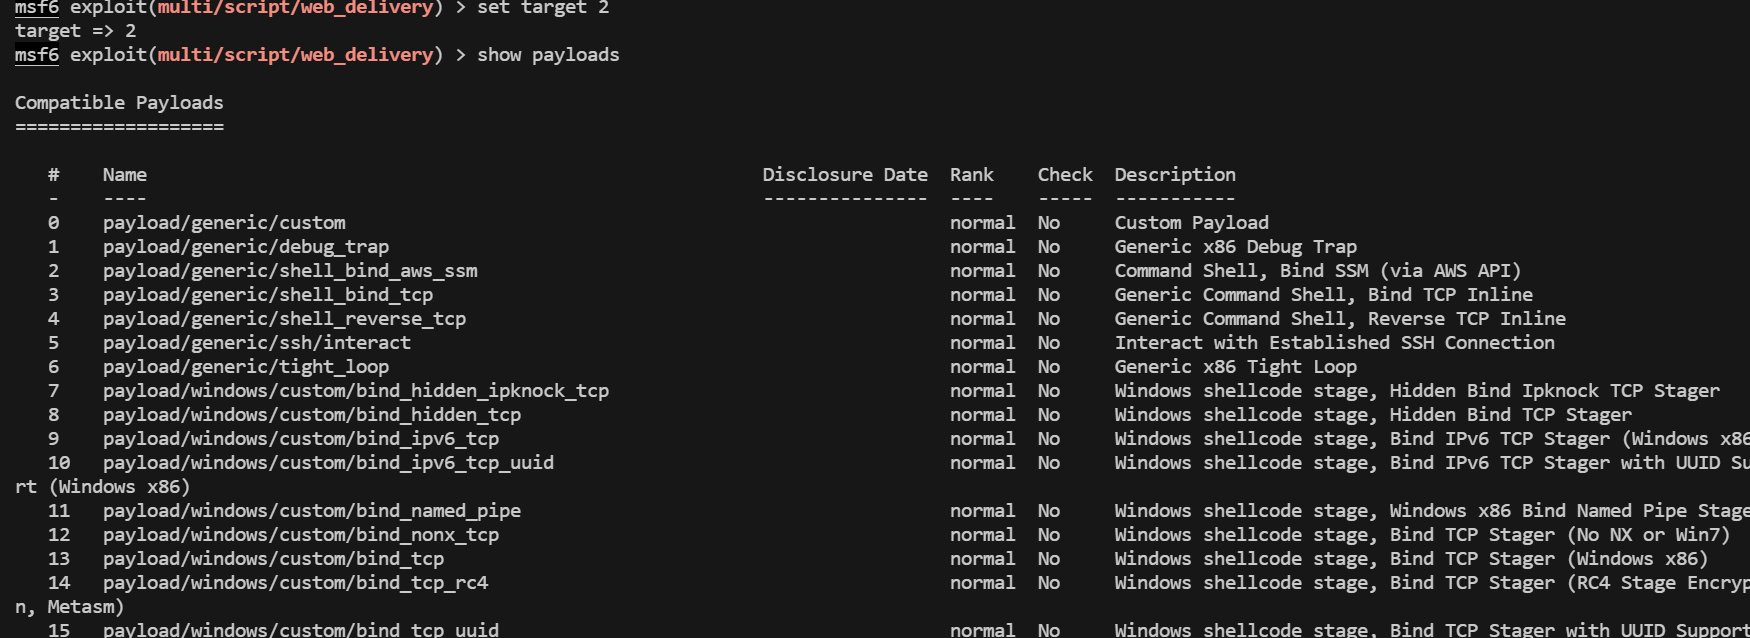 msf6 exploit(multi/script/web_delivery) > set target 2
target => 2
msf6 exploit(multi/script/web_delivery) > show payloads
Compatible Payloads
===================
# Name Disclosure Date Rank Check Description
- ---- --------------- ---- ----- -----------
0 payload/generic/custom normal No Custom Payload
1 payload/generic/debug_trap normal No Generic x86 Debug Trap
2 payload/generic/shell_bind_aws_ssm normal No Command Shell, Bind SSM (via AWS API)
3 payload/generic/shell_bind_tcp normal No Generic Command Shell, Bind TCP Inline
4 payload/generic/shell_reverse_tcp normal No Generic Command Shell, Reverse TCP Inline
5 payload/generic/ssh/interact normal No Interact with Established SSH Connection
6 payload/generic/tight_loop normal No Generic x86 Tight Loop
7 payload/windows/custom/bind_hidden_ipknock_tcp normal No Windows shellcode stage, Hidden Bind Ipknock TCP Stager
8 payload/windows/custom/bind_hidden_tcp normal No Windows shellcode stage, Hidden Bind TCP Stager
9 payload/windows/custom/bind_ipv6_tcp normal No Windows shellcode stage, Bind IPv6 TCP Stager (Windows x86
10 payload/windows/custom/bind_ipv6_tcp_uuid normal No Windows shellcode stage, Bind IPv6 TCP Stager with UUID Su
rt (Windows x86)
11 payload/windows/custom/bind_named_pipe normal No Windows shellcode stage, Windows x86 Bind Named Pipe Stage
12 payload/windows/custom/bind_nonx_tcp normal No Windows shellcode stage, Bind TCP Stager (No NX or Win7)
13 payload/windows/custom/bind_tcp normal No Windows shellcode stage, Bind TCP Stager (Windows x86)
14 payload/windows/custom/bind_tcp_rc4 normal No Windows shellcode stage, Bind TCP Stager (RC4 Stage Encryp
n, Metasm)
15 payload/windows/custom/bind_tcp_uuid normal No Windows shellcode stage, Bind TCP Stager with UUID Support